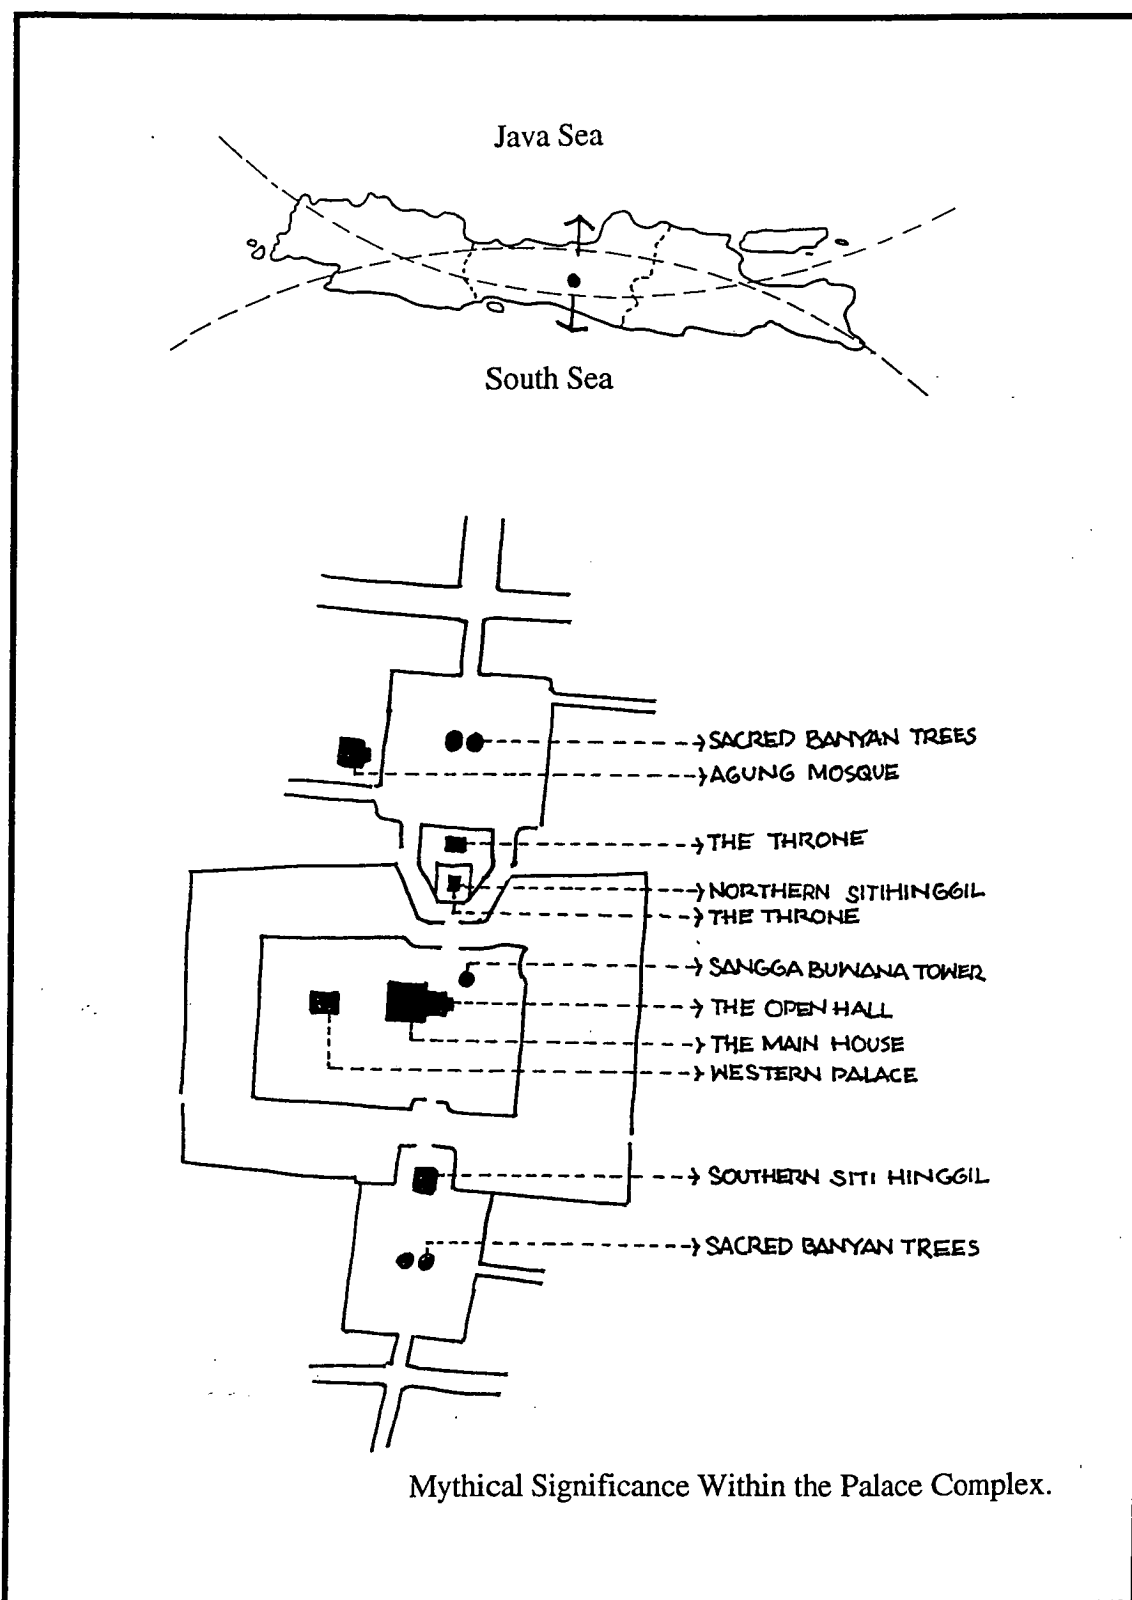 Java Sea
South Sea
SACRED BANYAN TREES
AGUNG MOSQUE
THE THRONE
NORTHERN SITIHINGGIL
THE THRONE
SANGGA BUWANA TOWER
THE OPEN HALL
THE MAIN HOUSE
WESTERN PALACE
SOUTHERN SITI HINGGIL
SACRED BANYAN TREES
Mythical Significance Within the Palace Complex.